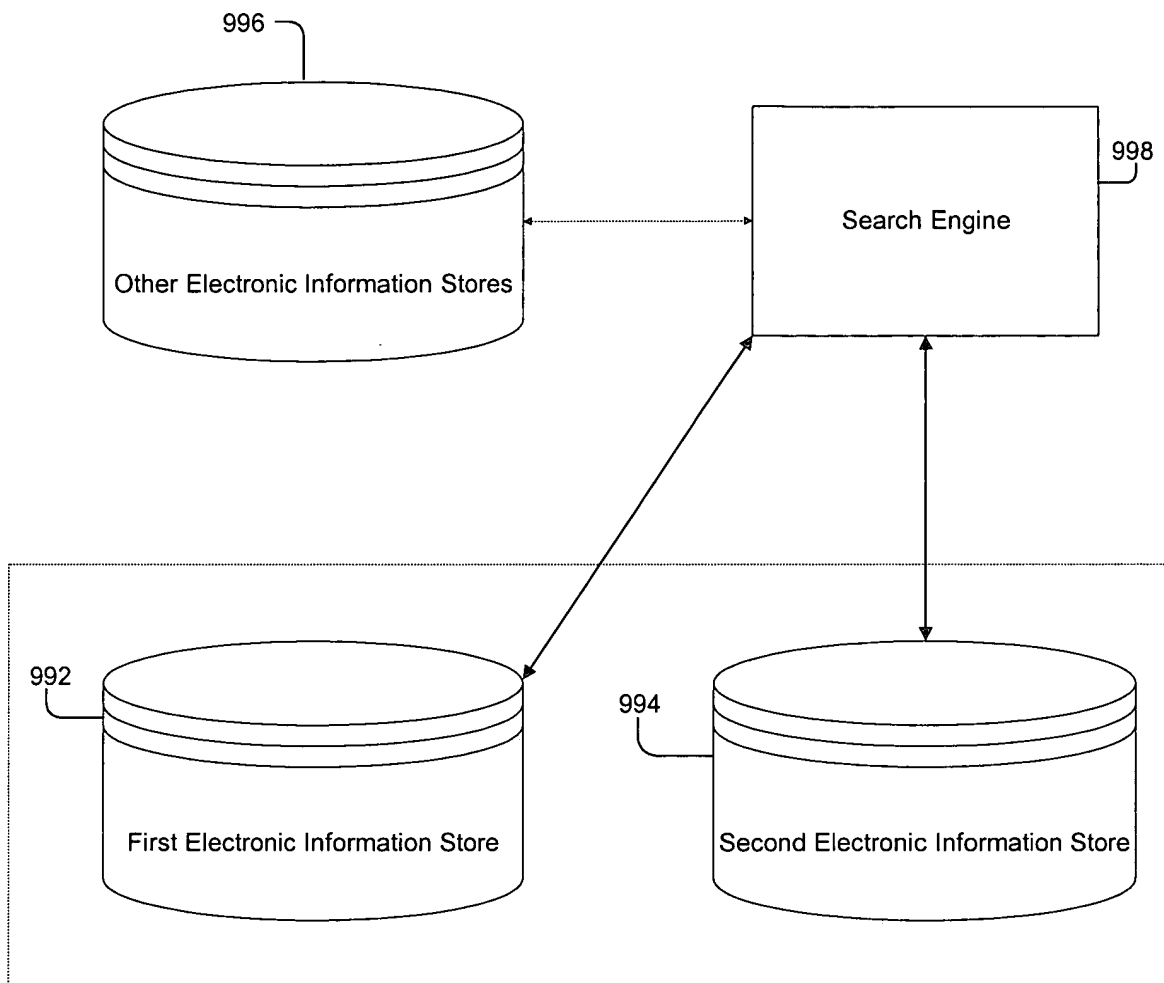 996
998
Search Engine
Other Electronic Information Stores
992
994
First Electronic Information Store
Second Electronic Information Store